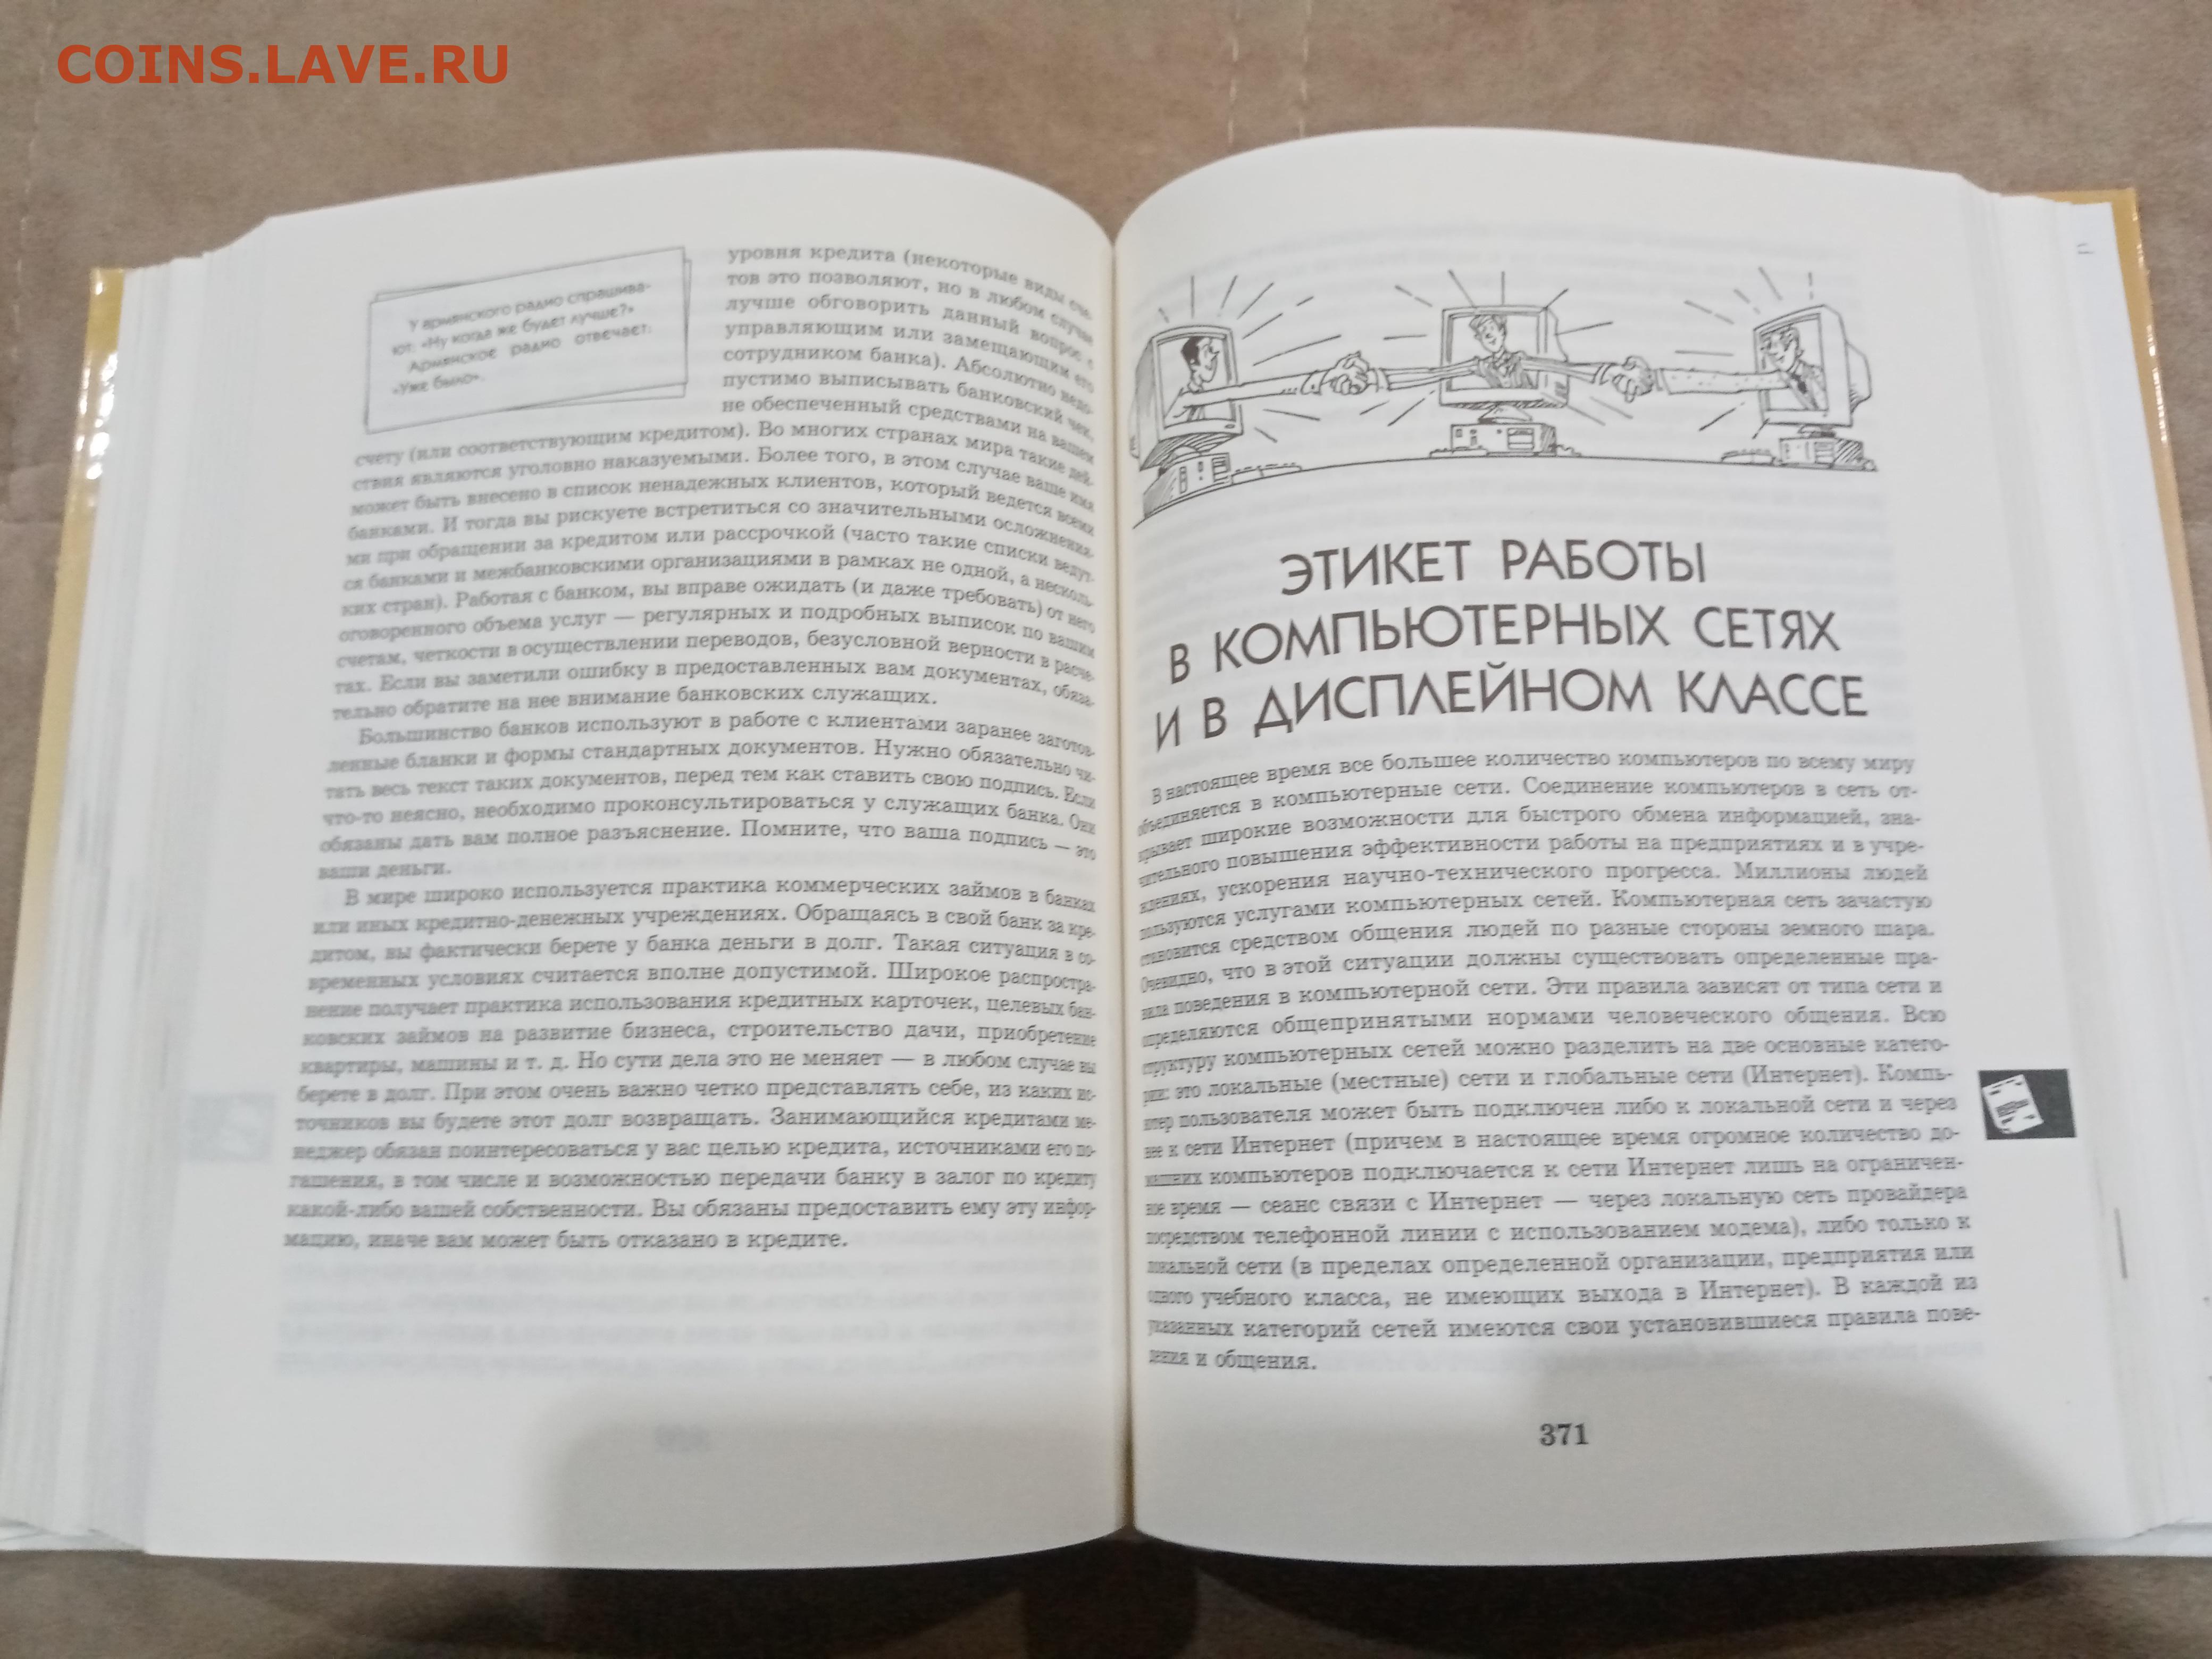 COINS.LAVE.RU
У армянского радио спрашива-
ют: «Ну когда же будет лучше?»
Армянское радио отвечает:
«Уже было».
уровня кредита (некоторые виды сче-
тов это позволяют, но в любом случае
лучше обговорить данный вопрос с
управляющим или замещающим его
сотрудником банка). Абсолютно недо-
пустимо выписывать банковский чек,
не обеспеченный средствами на вашем
счету (или соответствующим кредитом). Во многих странах мира такие дей-
ствия являются уголовно наказуемыми. Более того, в этом случае ваше имя
может быть внесено в список ненадежных клиентов, который ведется всеми
банками. И тогда вы рискуете встретиться со значительными осложнения-
ми при обращении за кредитом или рассрочкой (часто такие списки ведут-
ся банками и межбанковскими организациями в рамках не одной, а несколь-
ких стран). Работая с банком, вы вправе ожидать (и даже требовать) от него
оговоренного объема услуг — регулярных и подробных выписок по вашим
счетам, четкости в осуществлении переводов, безусловной верности в расче-
тах. Если вы заметили ошибку в предоставленных вам документах, обяза-
тельно обратите на нее внимание банковских служащих.
Большинство банков используют в работе с клиентами заранее заготов-
ленные бланки и формы стандартных документов. Нужно обязательно чи-
тать весь текст таких документов, перед тем как ставить свою подпись. Если
что-то неясно, необходимо проконсультироваться у служащих банка. Они
обязаны дать вам полное разъяснение. Помните, что ваша подпись — это
ваши деньги.
В мире широко используется практика коммерческих займов в банках
или иных кредитно-денежных учреждениях. Обращаясь в свой банк за кре-
дитом, вы фактически берете у банка деньги в долг. Такая ситуация в со-
временных условиях считается вполне допустимой. Широкое распростра-
нение получает практика использования кредитных карточек, целевых бан-
ковских займов на развитие бизнеса, строительство дачи, приобретение
квартиры, машины и т. д. Но сути дела это не меняет — в любом случае вы
берете в долг. При этом очень важно четко представлять себе, из каких ис-
точников вы будете этот долг возвращать. Занимающийся кредитами ме-
неджер обязан поинтересоваться у вас целью кредита, источниками его по-
гашения, в том числе и возможностью передачи банку в залог по кредиту
какой-либо вашей собственности. Вы обязаны предоставить ему эту инфор-
мацию, иначе вам может быть отказано в кредите.
ЭТИКЕТ РАБОТЫ
В КОМПЬЮТЕРНЫХ СЕТЯХ
И В ДИСПЛЕЙНОМ КЛАССЕ
В настоящее время все большее количество компьютеров по всему миру
объединяется в компьютерные сети. Соединение компьютеров в сеть от-
крывает широкие возможности для быстрого обмена информацией, зна-
чительного повышения эффективности работы на предприятиях и в учре-
ждениях, ускорения научно-технического прогресса. Миллионы людей
пользуются услугами компьютерных сетей. Компьютерная сеть зачастую
становится средством общения людей по разные стороны земного шара.
Очевидно, что в этой ситуации должны существовать определенные пра-
вила поведения в компьютерной сети. Эти правила зависят от типа сети и
определяются общепринятыми нормами человеческого общения. Всю
структуру компьютерных сетей можно разделить на две основные катего-
рии: это локальные (местные) сети и глобальные сети (Интернет). Компь-
ютер пользователя может быть подключен либо к локальной сети и через
нее к сети Интернет (причем в настоящее время огромное количество до-
машних компьютеров подключается к сети Интернет лишь на ограничен-
ное время — сеанс связи с Интернет — через локальную сеть провайдера
посредством телефонной линии с использованием модема), либо только к
локальной сети (в пределах определенной организации, предприятия или
одного учебного класса, не имеющих выхода в Интернет). В каждой из
указанных категорий сетей имеются свои установившиеся правила пове-
дения и общения.
371